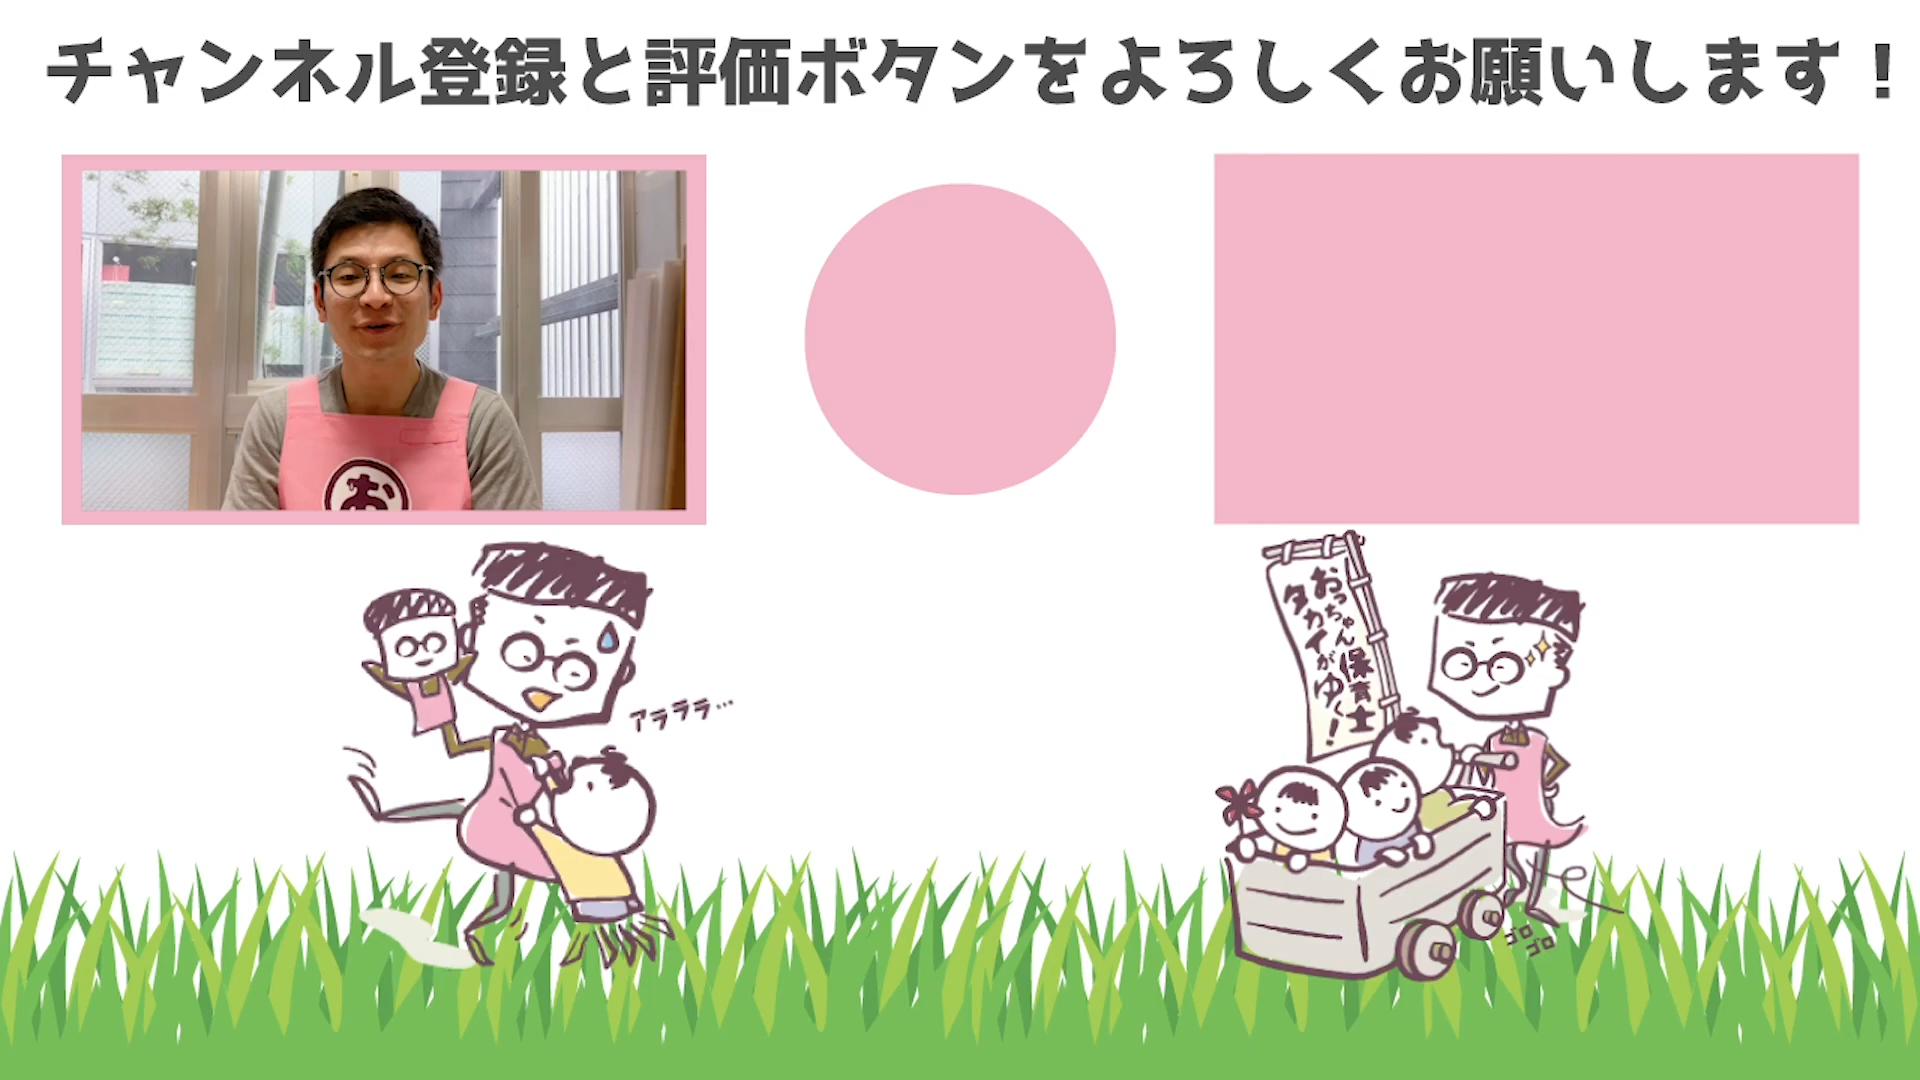 チャンネル登録と評価ボタンをよろしくお願いします！
お
おっちゃん保育士
タカイがゆく！
アラララ…
ゴロ
ゴロ